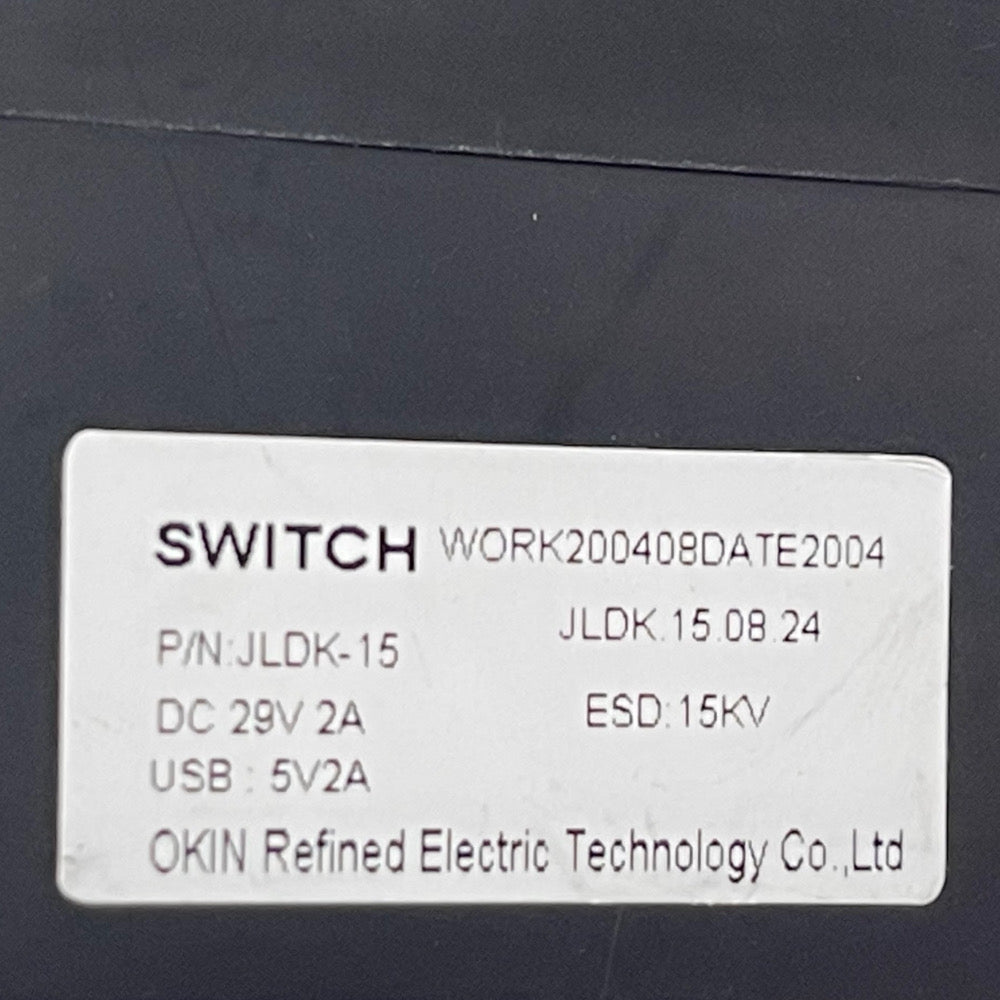 SWITCH WORK200408DATE2004
JLDK.15.08.24
P/N:JLDK-15
ESD:15KV
DC 29V 2A
USB : 5V2A
OKIN Refined Electric Technology Co.,Ltd